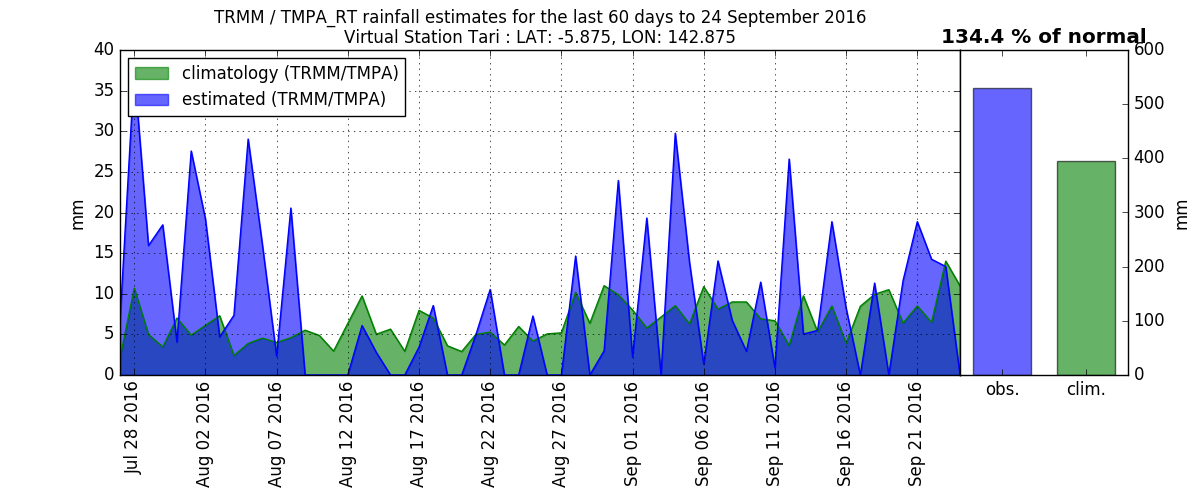 TRMM / TMPA_RT rainfall estimates for the last 60 days to 24 September 2016
Virtual Station Tari : LAT: -5.875, LON: 142.875
134.4 % of normal
climatology (TRMM/TMPA)
estimated (TRMM/TMPA)
mm
40
35
30
25
20
15
10
5
0
Jul 28 2016
Aug 02 2016
Aug 07 2016
Aug 12 2016
Aug 17 2016
Aug 22 2016
Aug 27 2016
Sep 01 2016
Sep 06 2016
Sep 11 2016
Sep 16 2016
Sep 21 2016
obs.
clim.
600
500
400
300
200
100
0
mm